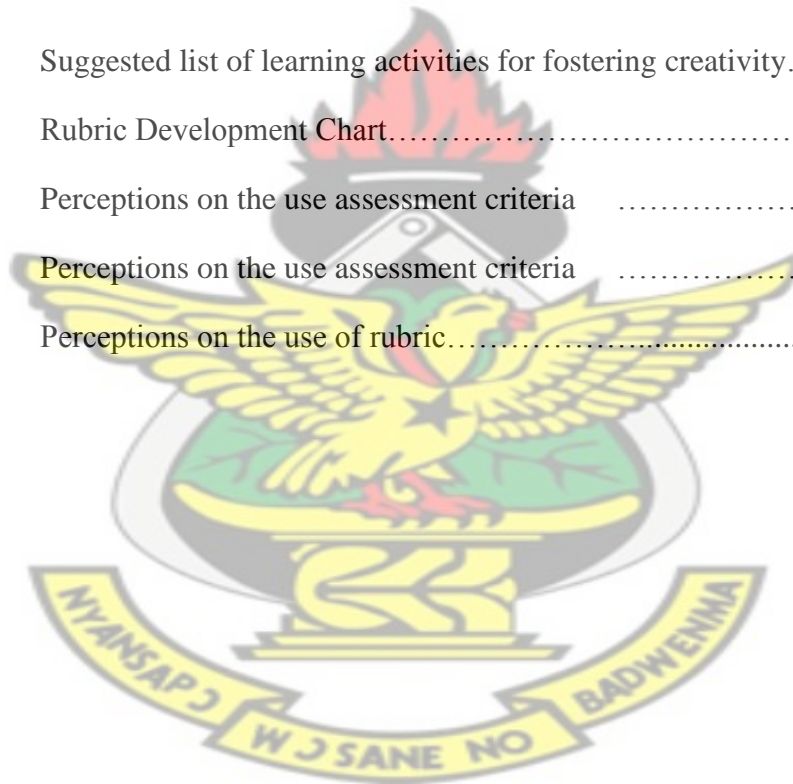 Suggested list of learning activities for fostering creativity.
Rubric Development Chart………………………………
Perceptions on the use assessment criteria ………………
Perceptions on the use assessment criteria ………………
Perceptions on the use of rubric…………………....................
NYANSAPƆ WƆSANE NO BADWENMA